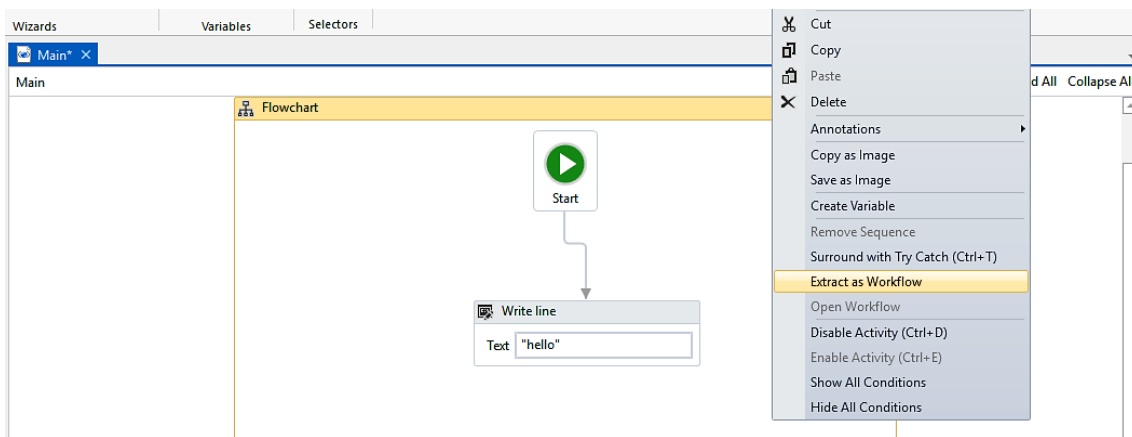 Wizards
Variables
Selectors
Main*
Main
d All Collapse Al
Flowchart
Start
Write line
Text "hello"
Cut
Copy
Paste
Delete
Annotations
Copy as Image
Save as Image
Create Variable
Remove Sequence
Surround with Try Catch (Ctrl+T)
Extract as Workflow
Open Workflow
Disable Activity (Ctrl+D)
Enable Activity (Ctrl+E)
Show All Conditions
Hide All Conditions